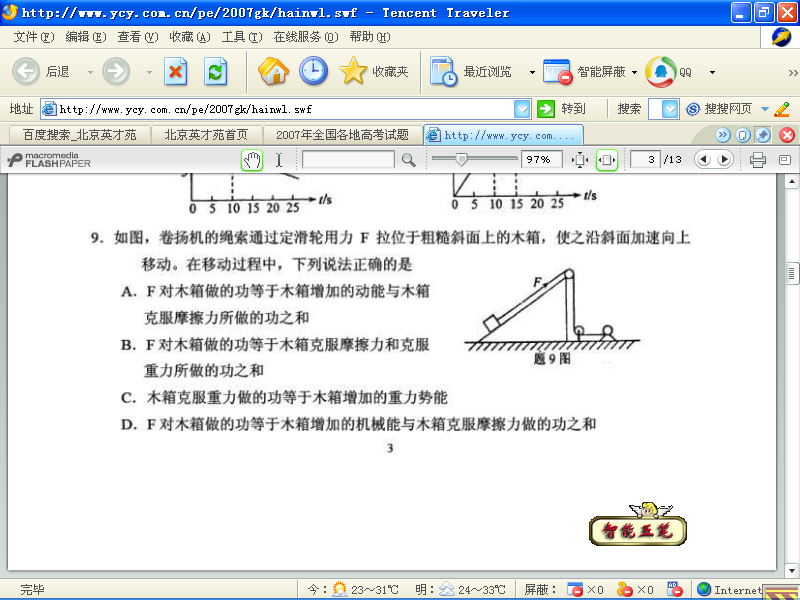 http://www.ycy.com.cn/pe/2007gk/hainwl.swf - Tencent Traveler
文件(F) 编辑(E) 查看(V) 收藏(A) 工具(T) 在线服务(O) 帮助(H)
后退 收藏夹 最近浏览 智能屏蔽 QQ
地址 http://www.ycy.com.cn/pe/2007gk/hainwl.swf 转到 搜索 搜搜网页
百度搜索_北京英才苑 北京英才苑首页 2007年全国各地高考试题 http://www.ycy.com....
macromedia
FLASHPAPER 97% 3 /13
0 5 10 15 20 25 t/s 0 5 10 15 20 25 t/s
9. 如图，卷扬机的绳索通过定滑轮用力 F 拉位于粗糙斜面上的木箱，使之沿斜面加速向上
移动。在移动过程中，下列说法正确的是
A. F 对木箱做的功等于木箱增加的动能与木箱
克服摩擦力所做的功之和
B. F 对木箱做的功等于木箱克服摩擦力和克服
重力所做的功之和
F
题 9 图
C. 木箱克服重力做的功等于木箱增加的重力势能
D. F 对木箱做的功等于木箱增加的机械能与木箱克服摩擦力做的功之和
3
智能五笔
完毕 今： 23～31℃ 明： 24～33℃ 屏蔽： ×0 ×0 Internet